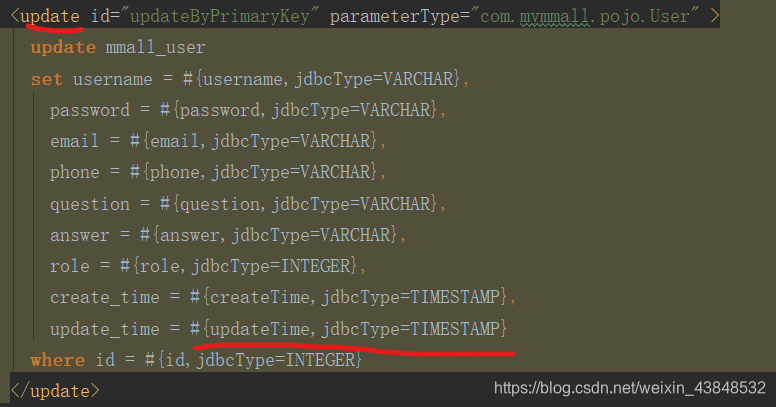 <update id="updateByPrimaryKey" parameterType="com.mymmall.pojo.User" >
update mmall_user
set username = #{username,jdbcType=VARCHAR},
password = #{password,jdbcType=VARCHAR},
email = #{email,jdbcType=VARCHAR},
phone = #{phone,jdbcType=VARCHAR},
question = #{question,jdbcType=VARCHAR},
answer = #{answer,jdbcType=VARCHAR},
role = #{role,jdbcType=INTEGER},
create_time = #{createTime,jdbcType=TIMESTAMP},
update_time = #{updateTime,jdbcType=TIMESTAMP}
where id = #{id,jdbcType=INTEGER}
</update>
https://blog.csdn.net/weixin_43848532